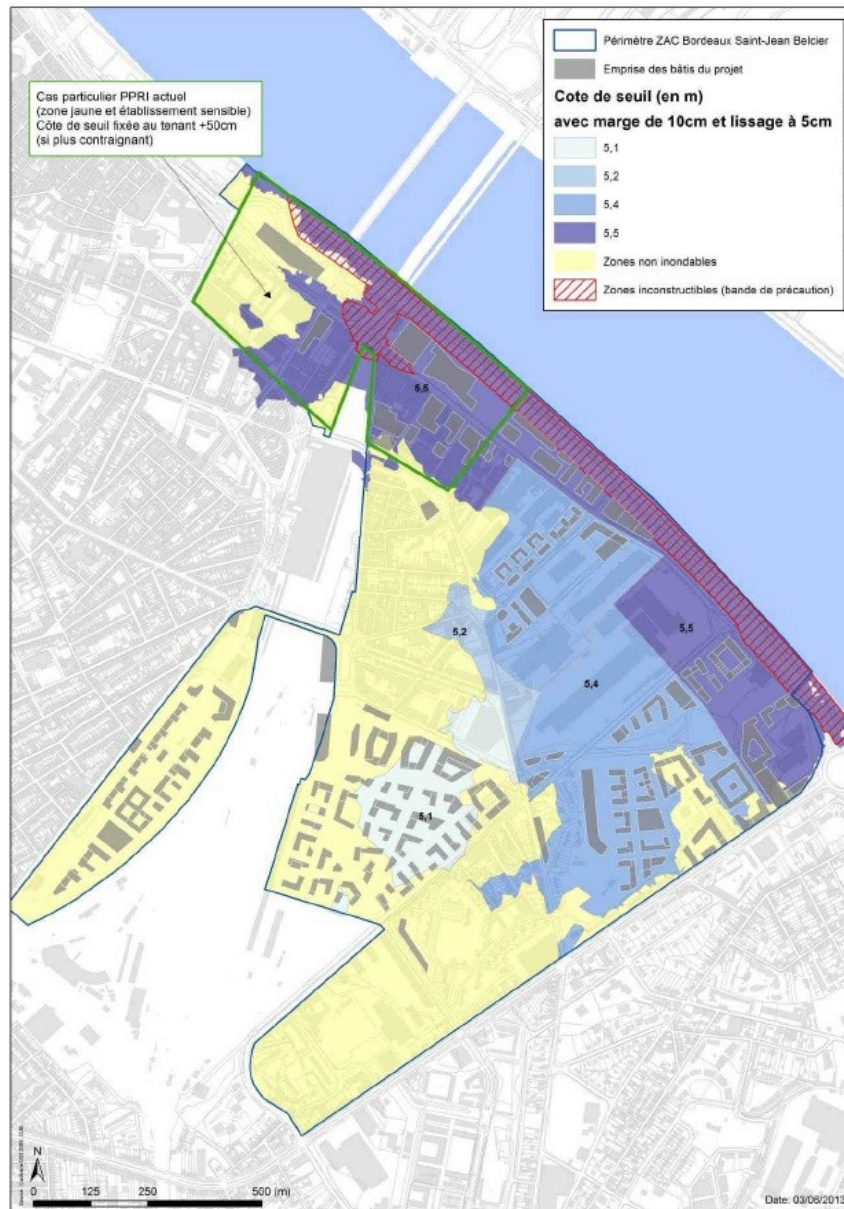 Périmètre ZAC Bordeaux Saint-Jean Belcier
Emprise des bâtis du projet
Cote de seuil (en m)
avec marge de 10cm et lissage à 5cm
5,1
5,2
5,4
5,5
Zones non inondables
Zones inconstructibles (bande de précaution)
Cas particulier PPRI actuel
(zone jaune et établissement sensible)
Côte de seuil fixée au tenant +50cm
(si plus contraignant)
5,5
5,2
5,5
5,4
5,1
N
0 125 250 500 (m)
Date: 03/06/2013